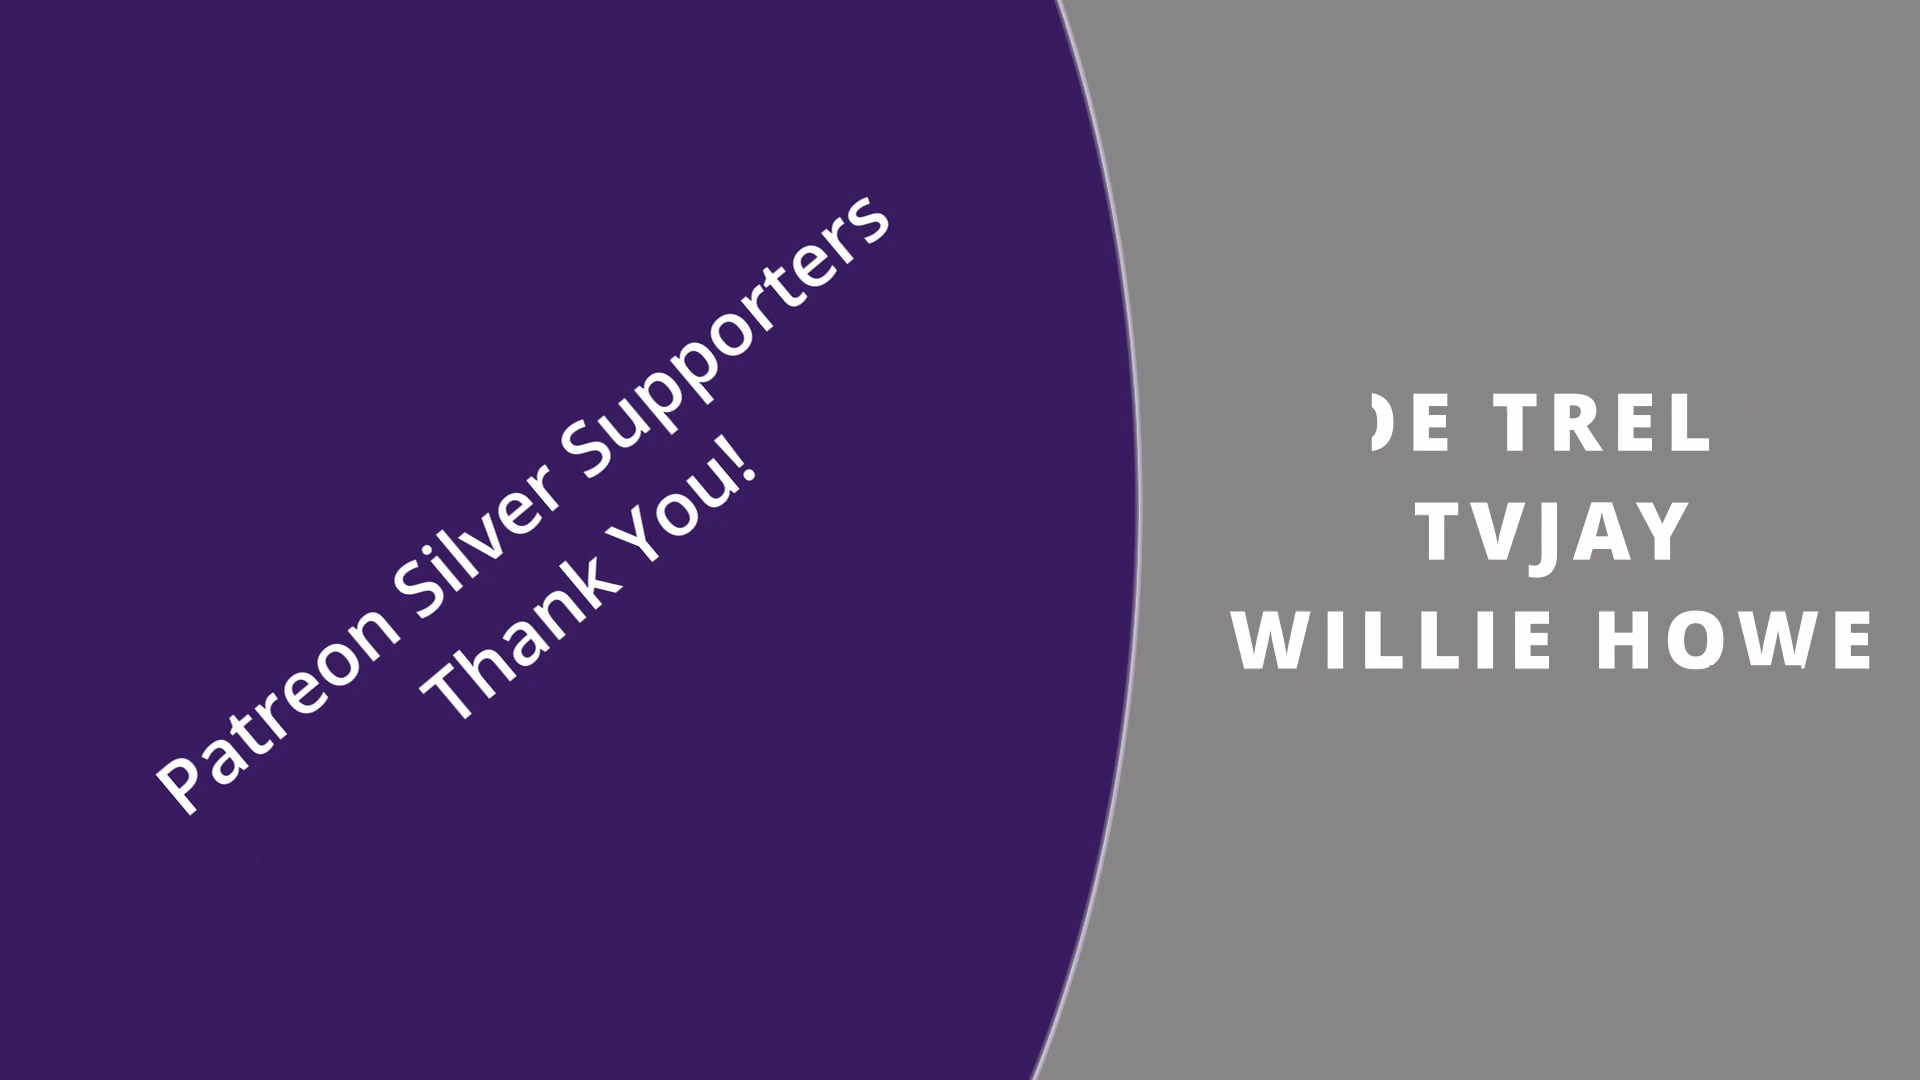 Patreon Silver Supporters
Thank You!
TREL
TVJAY
WILLIE HOWE